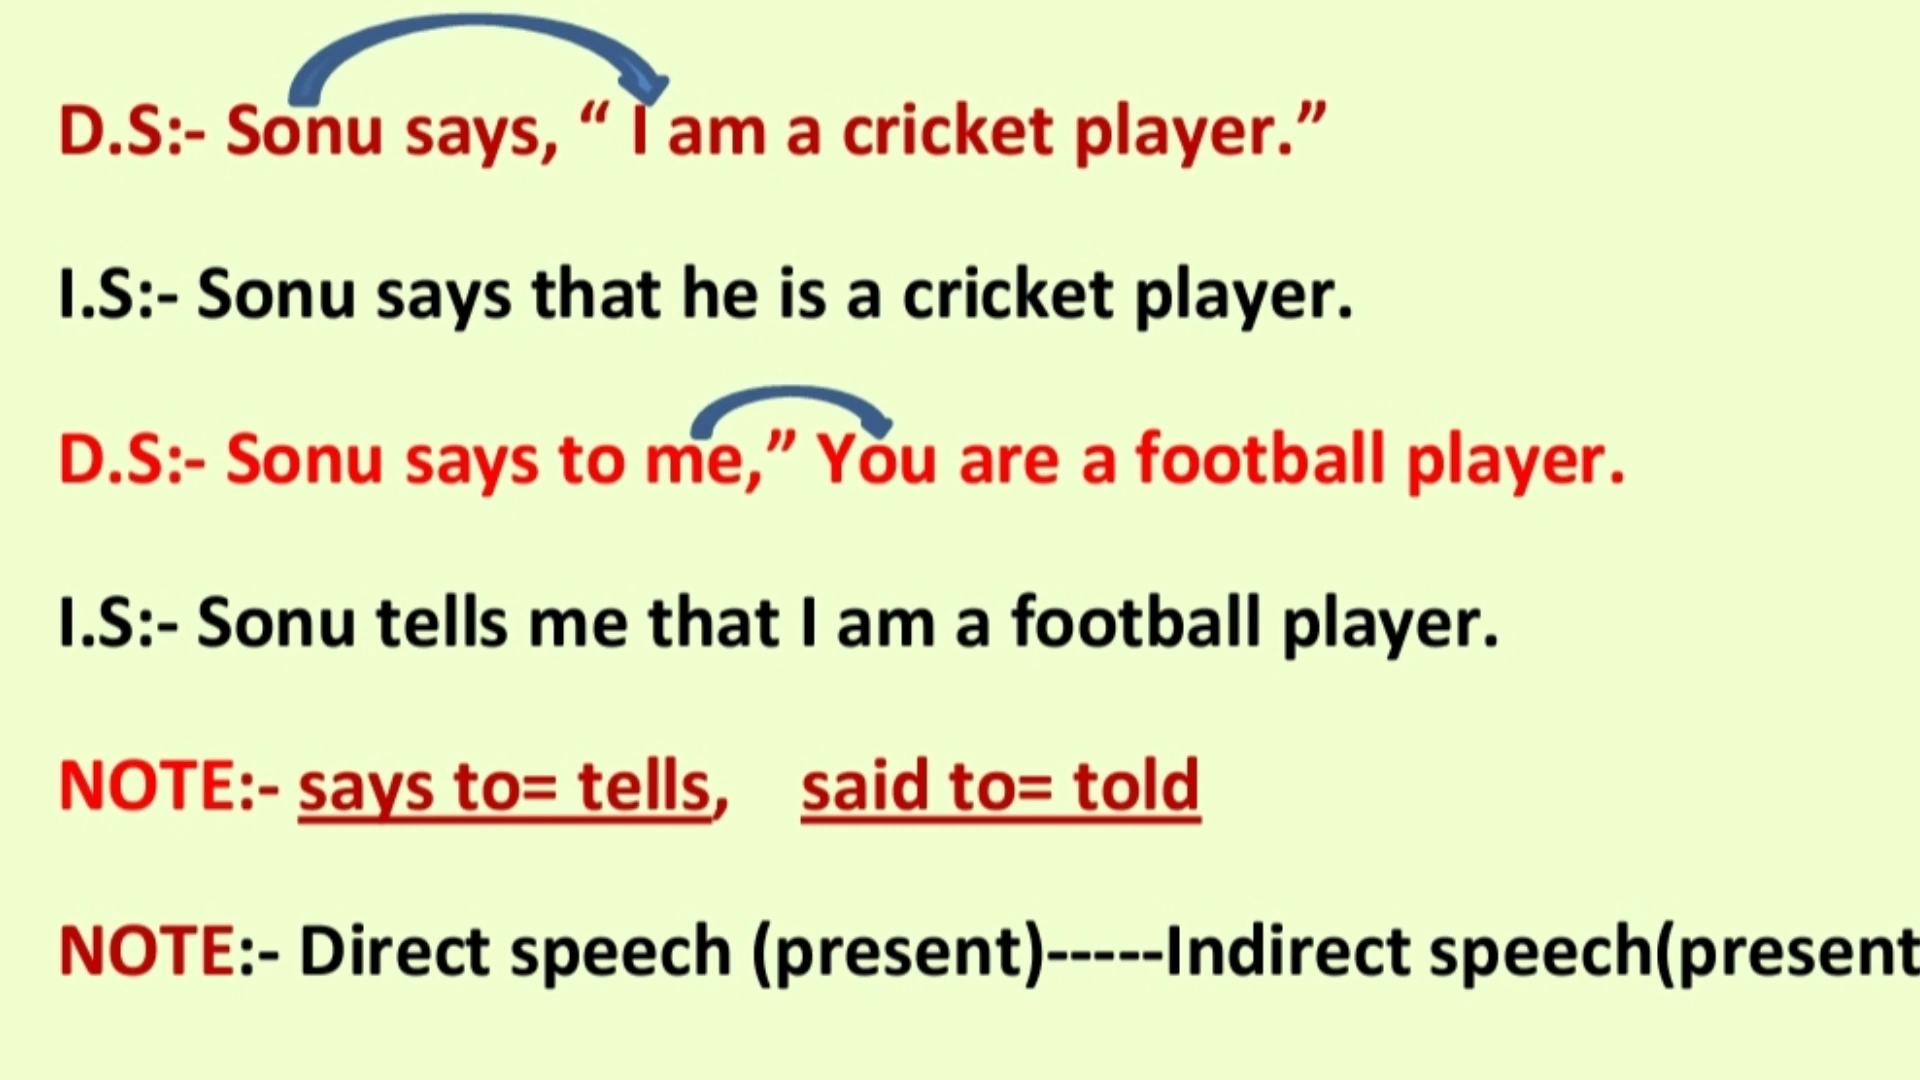 D.S:- Sonu says, “ I am a cricket player.”
I.S:- Sonu says that he is a cricket player.
D.S:- Sonu says to me,” You are a football player.
I.S:- Sonu tells me that I am a football player.
NOTE:- says to= tells, said to= told
NOTE:- Direct speech (present)-----Indirect speech(present